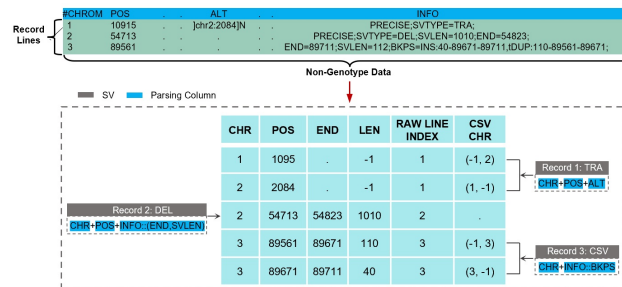 #CHROM POS . . ALT . . INFO
1 10915 . . ]chr2:2084]N . . PRECISE;SVTYPE=TRA;
2 54713 . . . . . PRECISE;SVTYPE=DEL;SVLEN=1010;END=54823;
3 89561 . . . . . END=89711;SVLEN=112;BKPS=INS:40-89671-89711,tDUP:110-89561-89671;
Record Lines
Non-Genotype Data
SV Parsing Column
CHR POS END LEN RAW LINE INDEX CSV CHR
1 1095 . -1 1 (-1, 2)
2 2084 . -1 1 (1, -1)
2 54713 54823 1010 2 .
3 89561 89671 110 3 (-1, 3)
3 89671 89711 40 3 (3, -1)
Record 1: TRA
CHR+POS+ALT
Record 2: DEL
CHR+POS+INFO::(END,SVLEN)
Record 3: CSV
CHR+INFO::BKPS